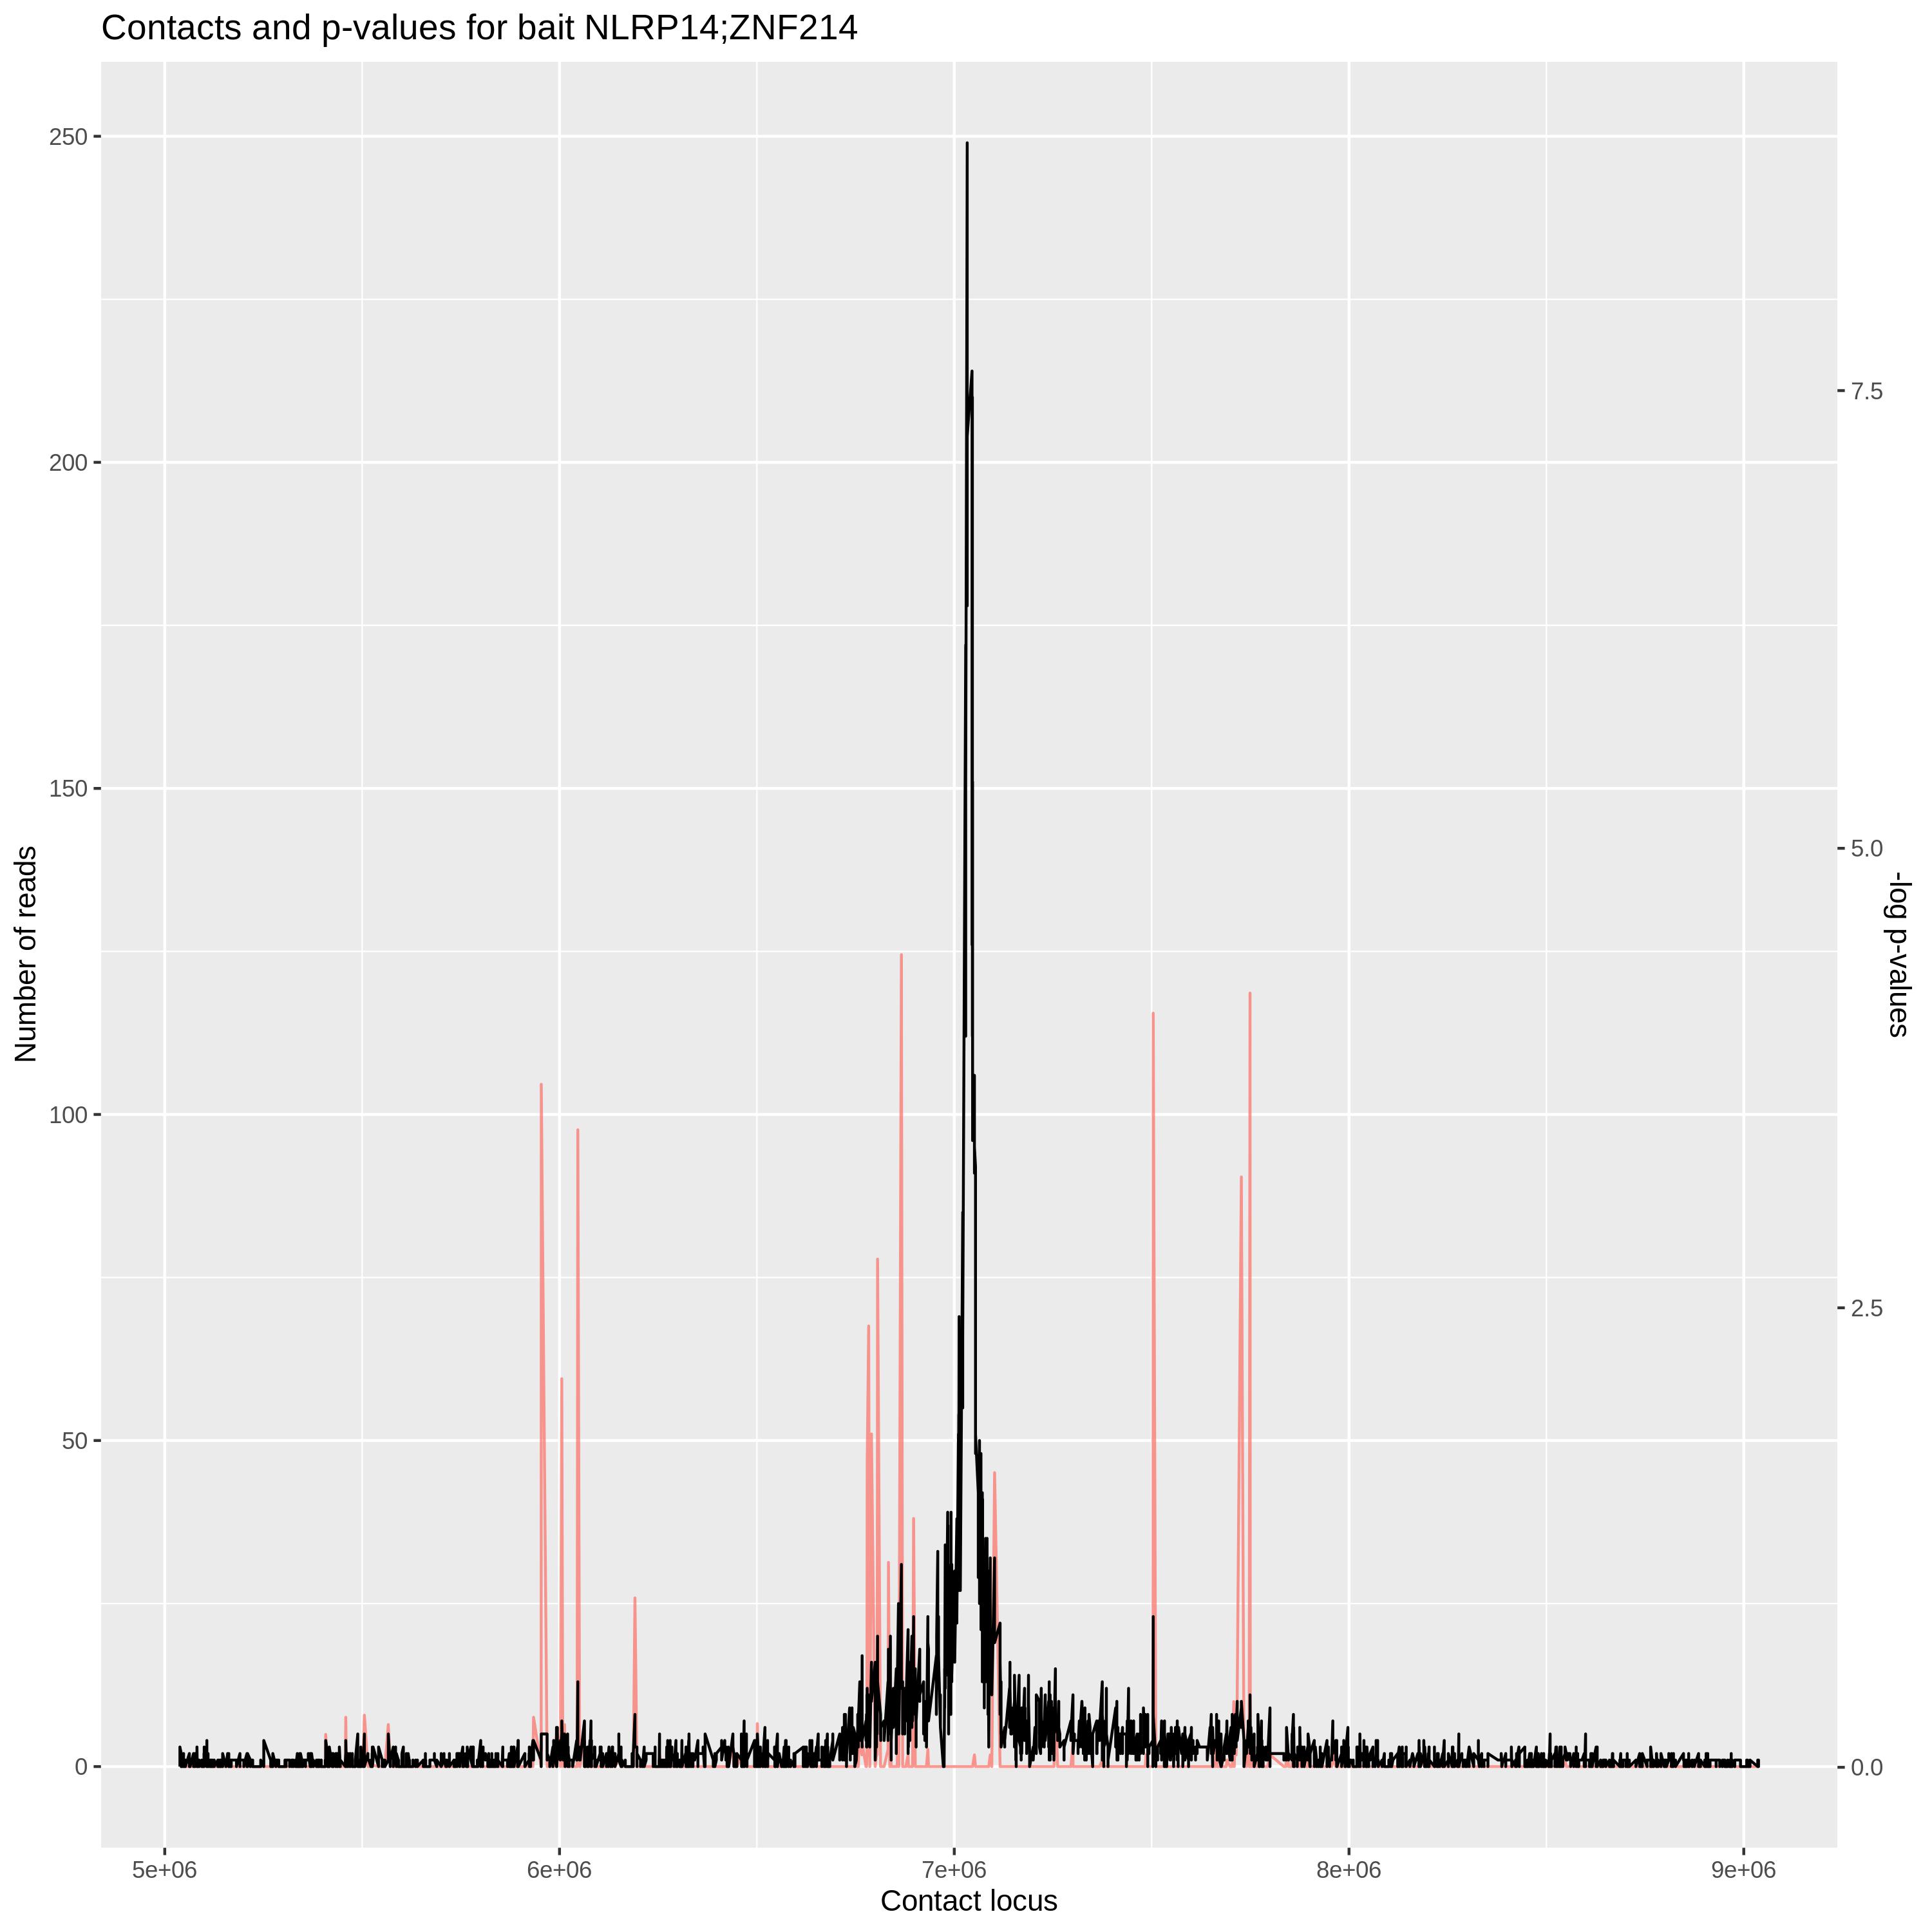 Contacts and p-values for bait NLRP14;ZNF214
250
200
150
100
50
0
Number of reads
7.5
5.0
2.5
0.0
-log p-values
5e+06 6e+06 7e+06 8e+06 9e+06
Contact locus